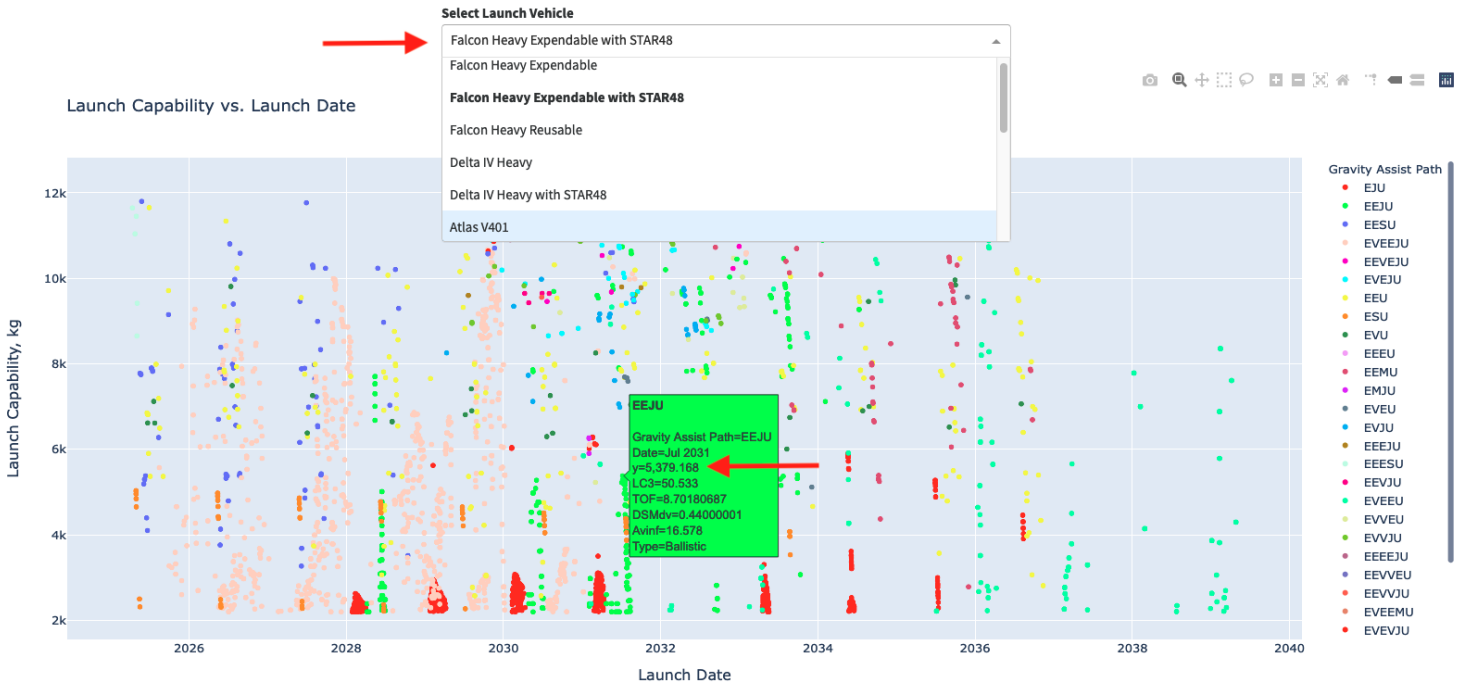 Select Launch Vehicle
Falcon Heavy Expendable with STAR48
Falcon Heavy Expendable
Falcon Heavy Expendable with STAR48
Falcon Heavy Reusable
Delta IV Heavy
Delta IV Heavy with STAR48
Atlas V401
Launch Capability vs. Launch Date
Launch Capability, kg
12k
10k
8k
6k
4k
2k
EEJU
Gravity Assist Path=EEJU
Date=Jul 2031
y=5,379.168
LC3=50.533
TOF=8.70180687
DSMdv=0.44000001
Avinf=16.578
Type=Ballistic
2026
2028
2030
2032
2034
2036
2038
2040
Launch Date
Gravity Assist Path
EJU
EEJU
EESU
EVEEJU
EEVEJU
EVEJU
EEU
ESU
EVU
EEEU
EEMU
EMJU
EVEU
EVJU
EEEJU
EEESU
EEVJU
EVEEU
EVVEU
EVVJU
EEEEJU
EEVVEU
EEVVJU
EVEEMU
EVEVJU